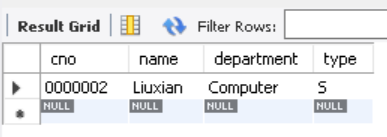 Result Grid Filter Rows:
cno name department type
0000002 Liuxian Computer S
NULL NULL NULL NULL